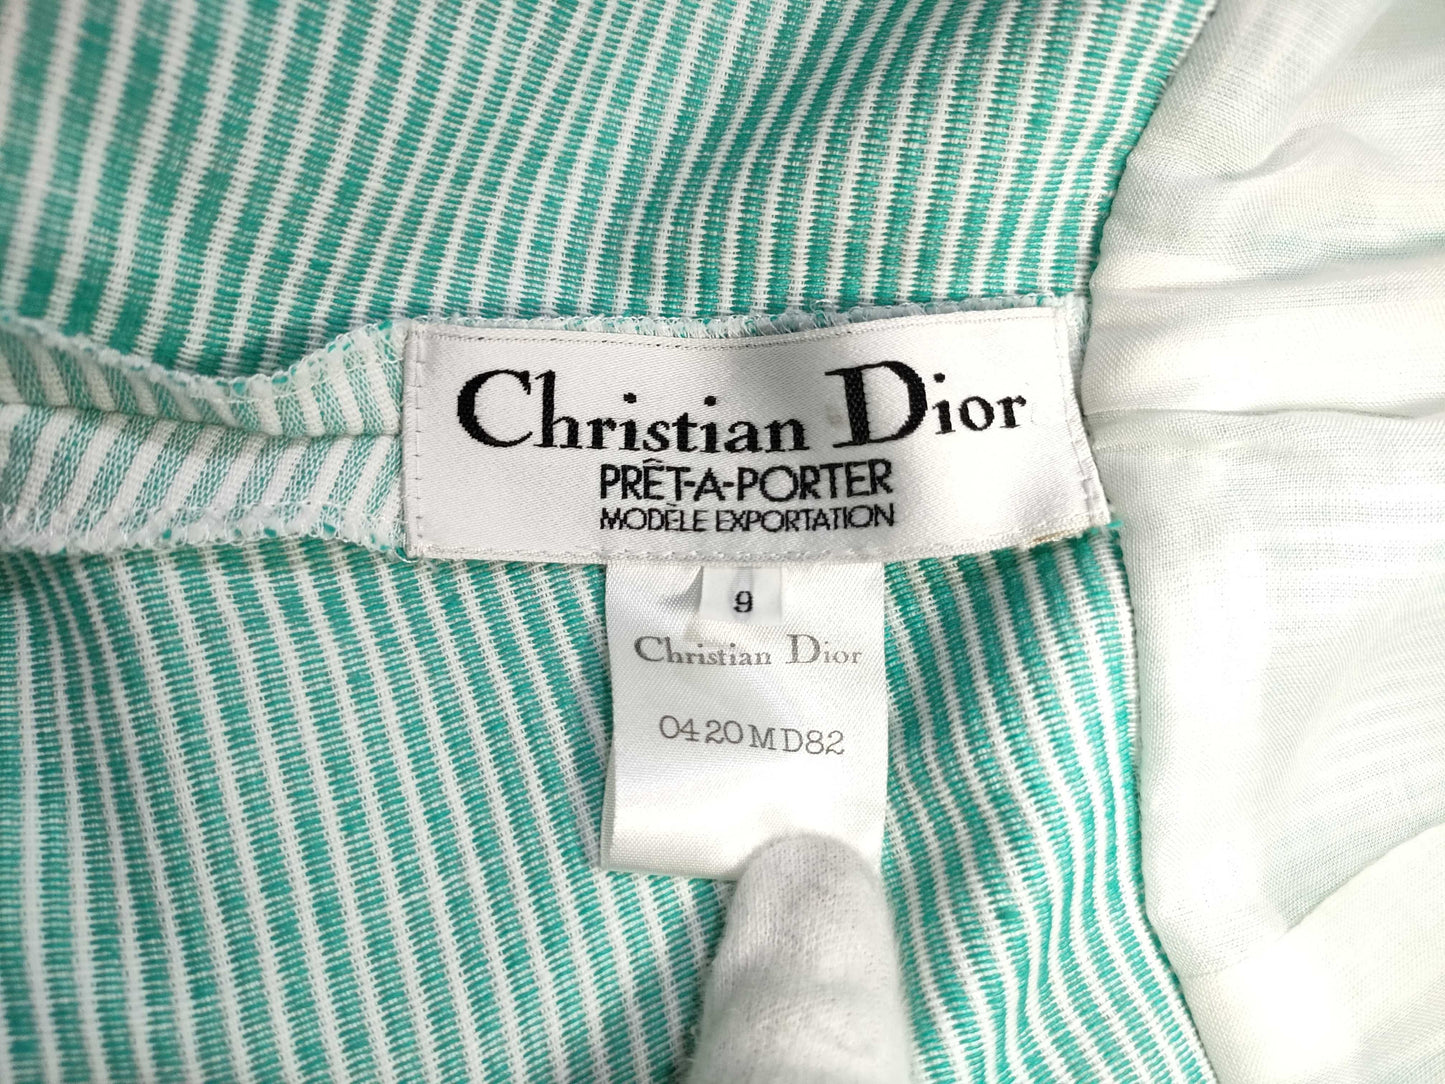 Christian Dior
PRÊT-A-PORTER
MODÈLE EXPORTATION
9
Christian Dior
0420MD82